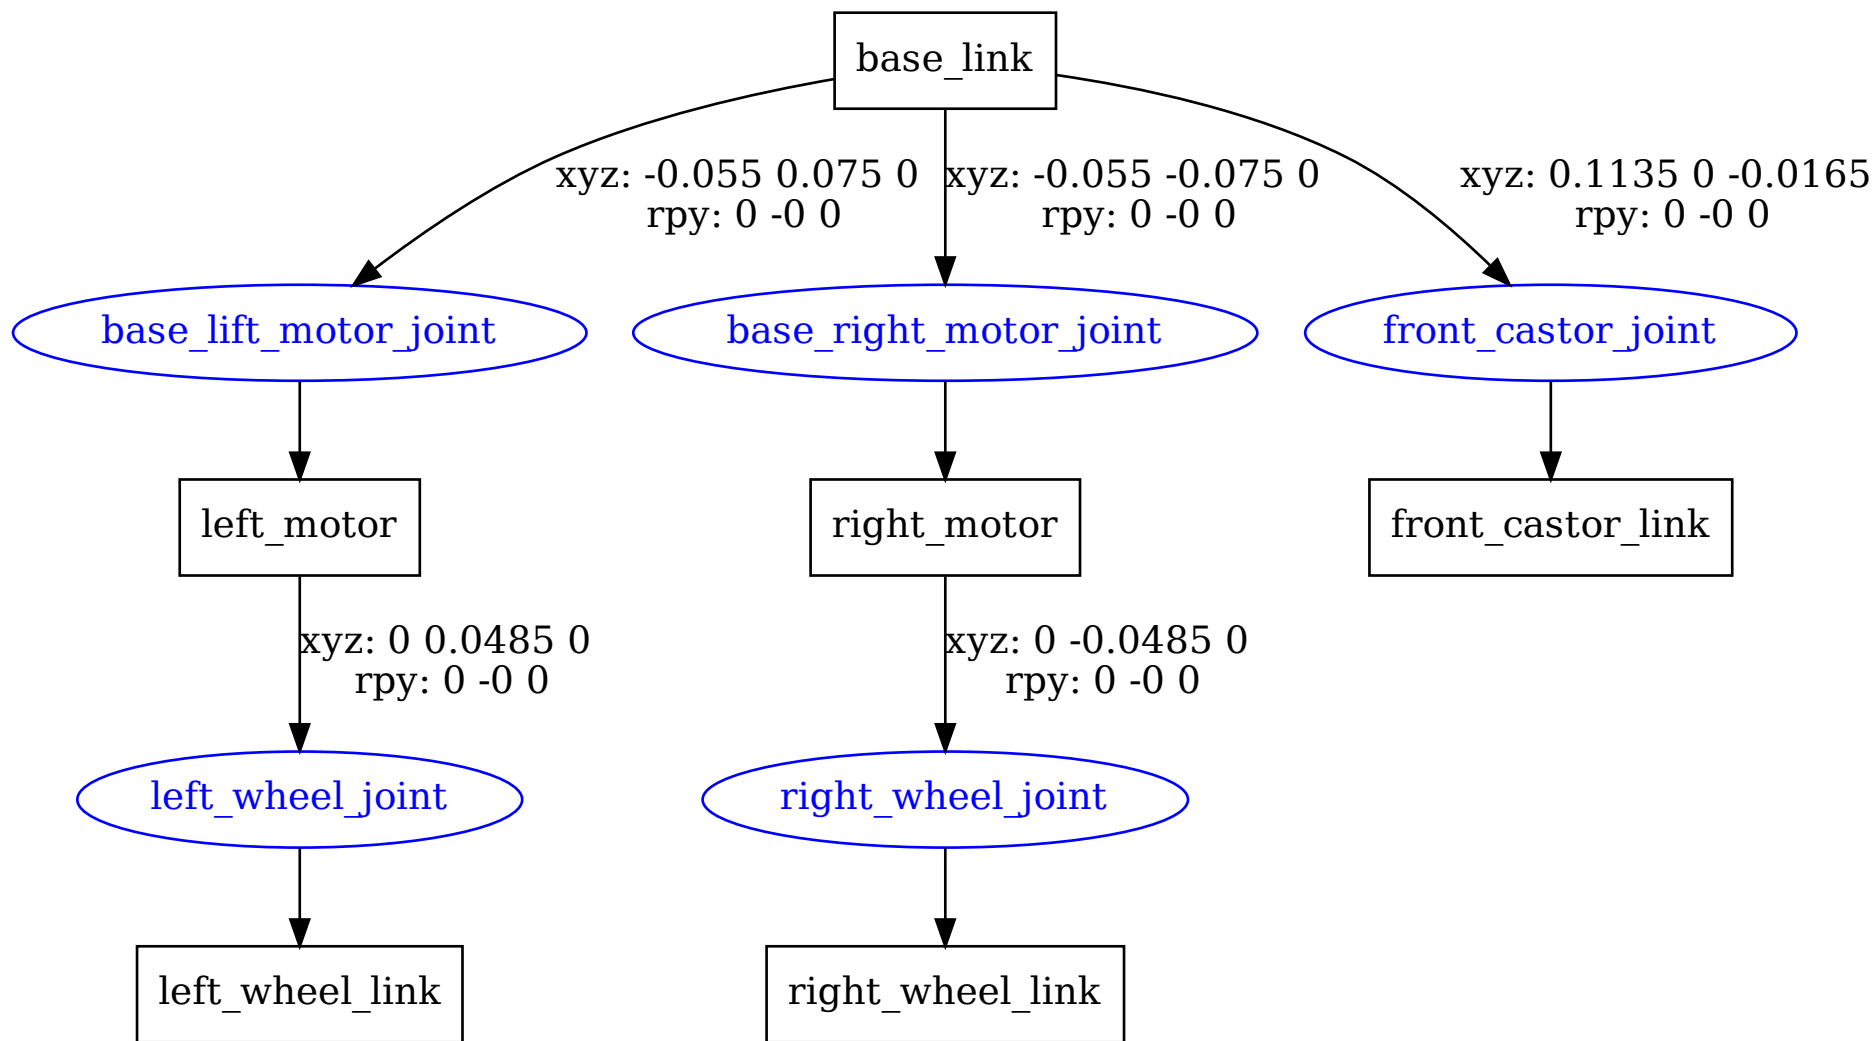 base_link
xyz: -0.055 0.075 0
rpy: 0 -0 0
xyz: -0.055 -0.075 0
rpy: 0 -0 0
xyz: 0.1135 0 -0.0165
rpy: 0 -0 0
base_lift_motor_joint
base_right_motor_joint
front_castor_joint
left_motor
right_motor
front_castor_link
xyz: 0 0.0485 0
rpy: 0 -0 0
xyz: 0 -0.0485 0
rpy: 0 -0 0
left_wheel_joint
right_wheel_joint
left_wheel_link
right_wheel_link